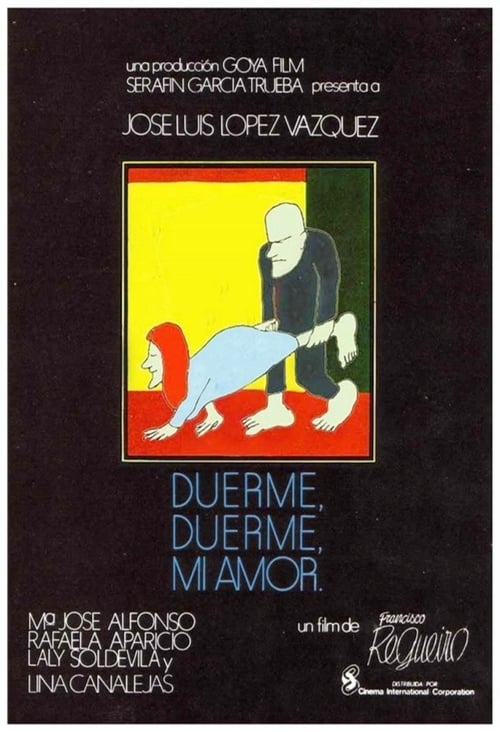 una producción GOYA FILM
SERAFIN GARCIA TRUEBA presenta a
JOSE LUIS LOPEZ VAZQUEZ
DUERME,
DUERME,
MI AMOR.
Mª JOSE ALFONSO
RAFAELA APARICIO
LALY SOLDEVILA y
LINA CANALEJAS
un film de Francisco Regueiro
DISTRIBUIDA POR
Cinema International Corporation